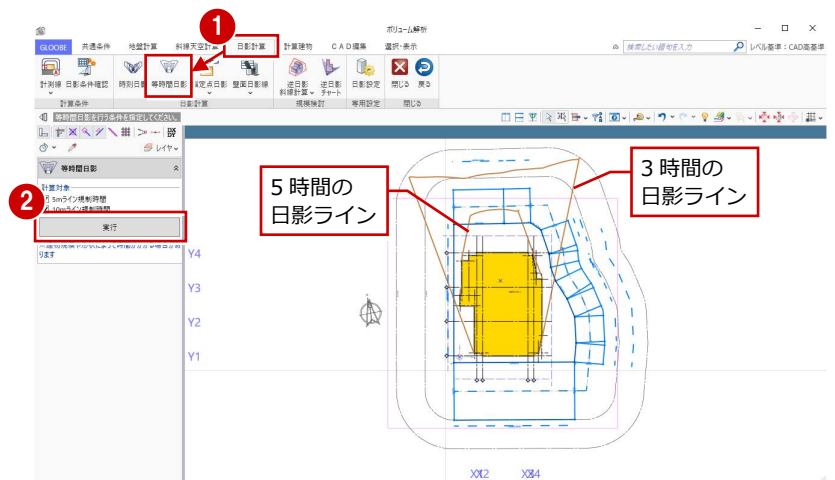 ボリューム解析
1
GLOOBE 共通条件 地盤計算 斜線天空計算 日影計算 計算建物 CAD編集 選択・表示 検索したい語句を入力 レベル基準：CAD高基準
計測線 日影条件確認 時刻日影 等時間日影 指定点日影 壁面日影線 逆日影斜線計算 逆日影チャート 日影設定 閉じる 戻る
計算条件 日影計算 規模検討 専用設定 閉じる
等時間日影を行う条件を指定してください。
レイヤ
等時間日影
2
計算対象
5mライン規制時間
10mライン規制時間
実行
ります
5時間の
日影ライン
3時間の
日影ライン
Y4
Y3
Y2
Y1